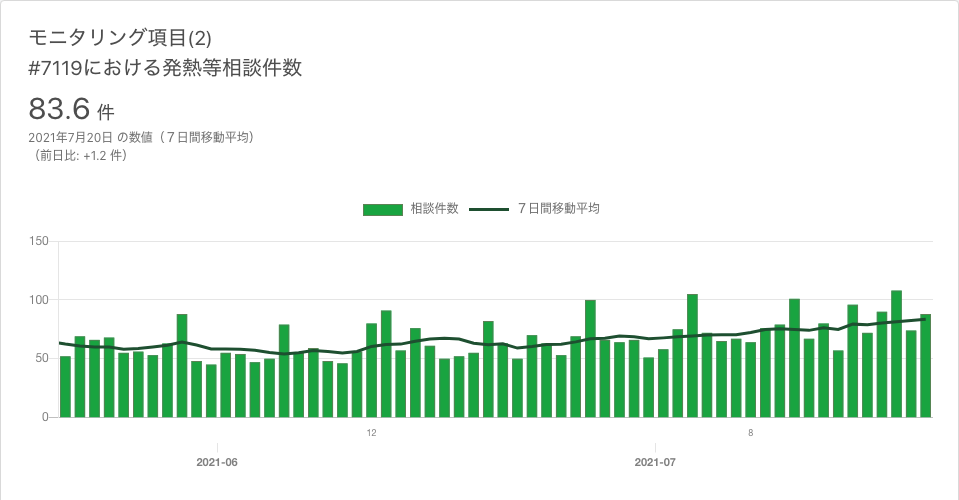 モニタリング項目(2)
#7119における発熱等相談件数
83.6 件
2021年7月20日 の数値（７日間移動平均）
（前日比: +1.2 件）
相談件数 ７日間移動平均
150
100
50
0
12 8
2021-06 2021-07